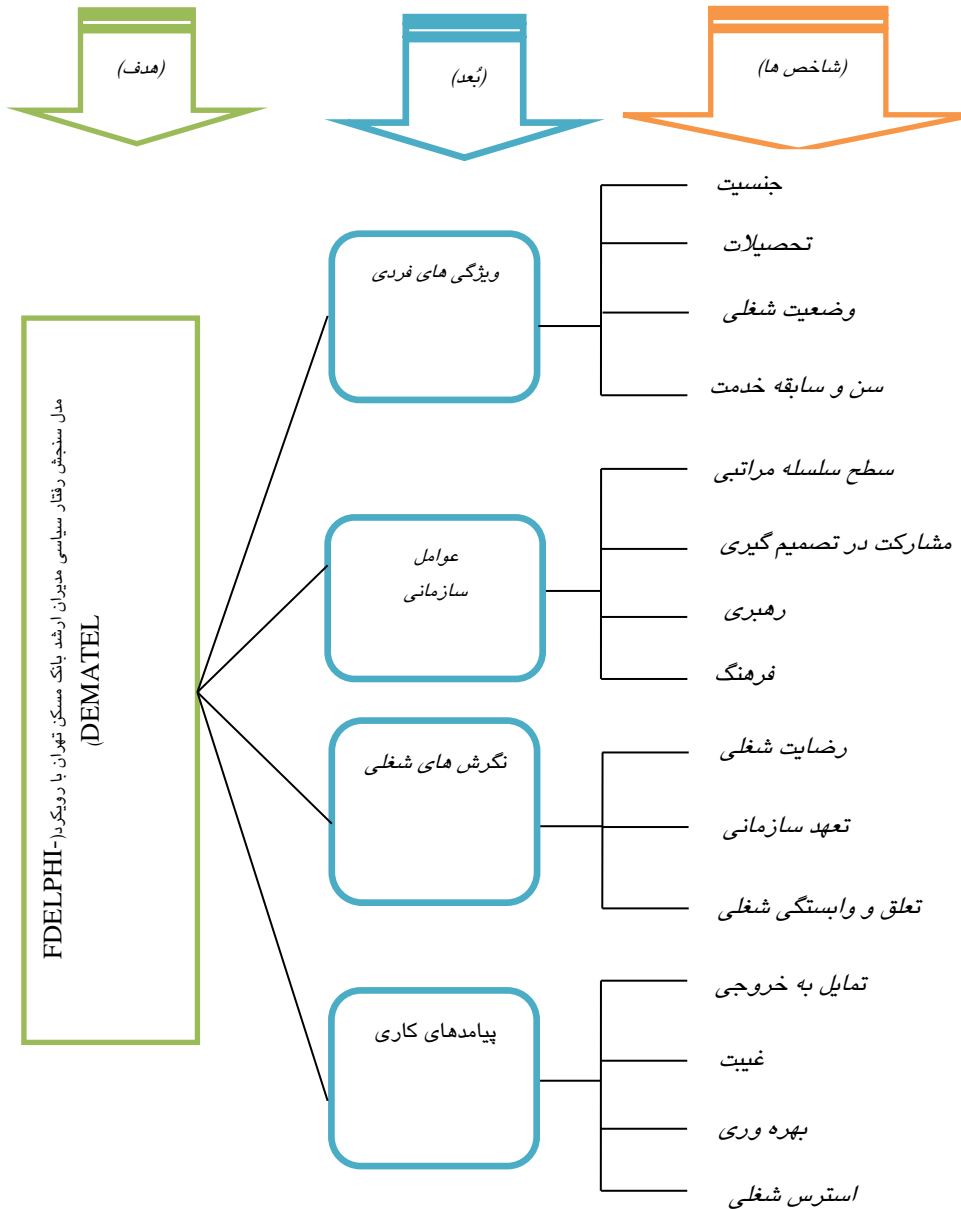 (هدف)
(بُعد)
(شاخص ها)
مدل سنجش رفتار سیاسی مدیران ارشد بانک مسکن تهران با رویکرد(FDELPHI-
DEMATEL)
ویژگی های فردی
جنسیت
تحصیلات
وضعیت شغلی
سن و سابقه خدمت
عوامل
سازمانی
سطح سلسله مراتبی
مشارکت در تصمیم گیری
رهبری
فرهنگ
نگرش های شغلی
رضایت شغلی
تعهد سازمانی
تعلق و وابستگی شغلی
پیامدهای کاری
تمایل به خروجی
غیبت
بهره وری
استرس شغلی